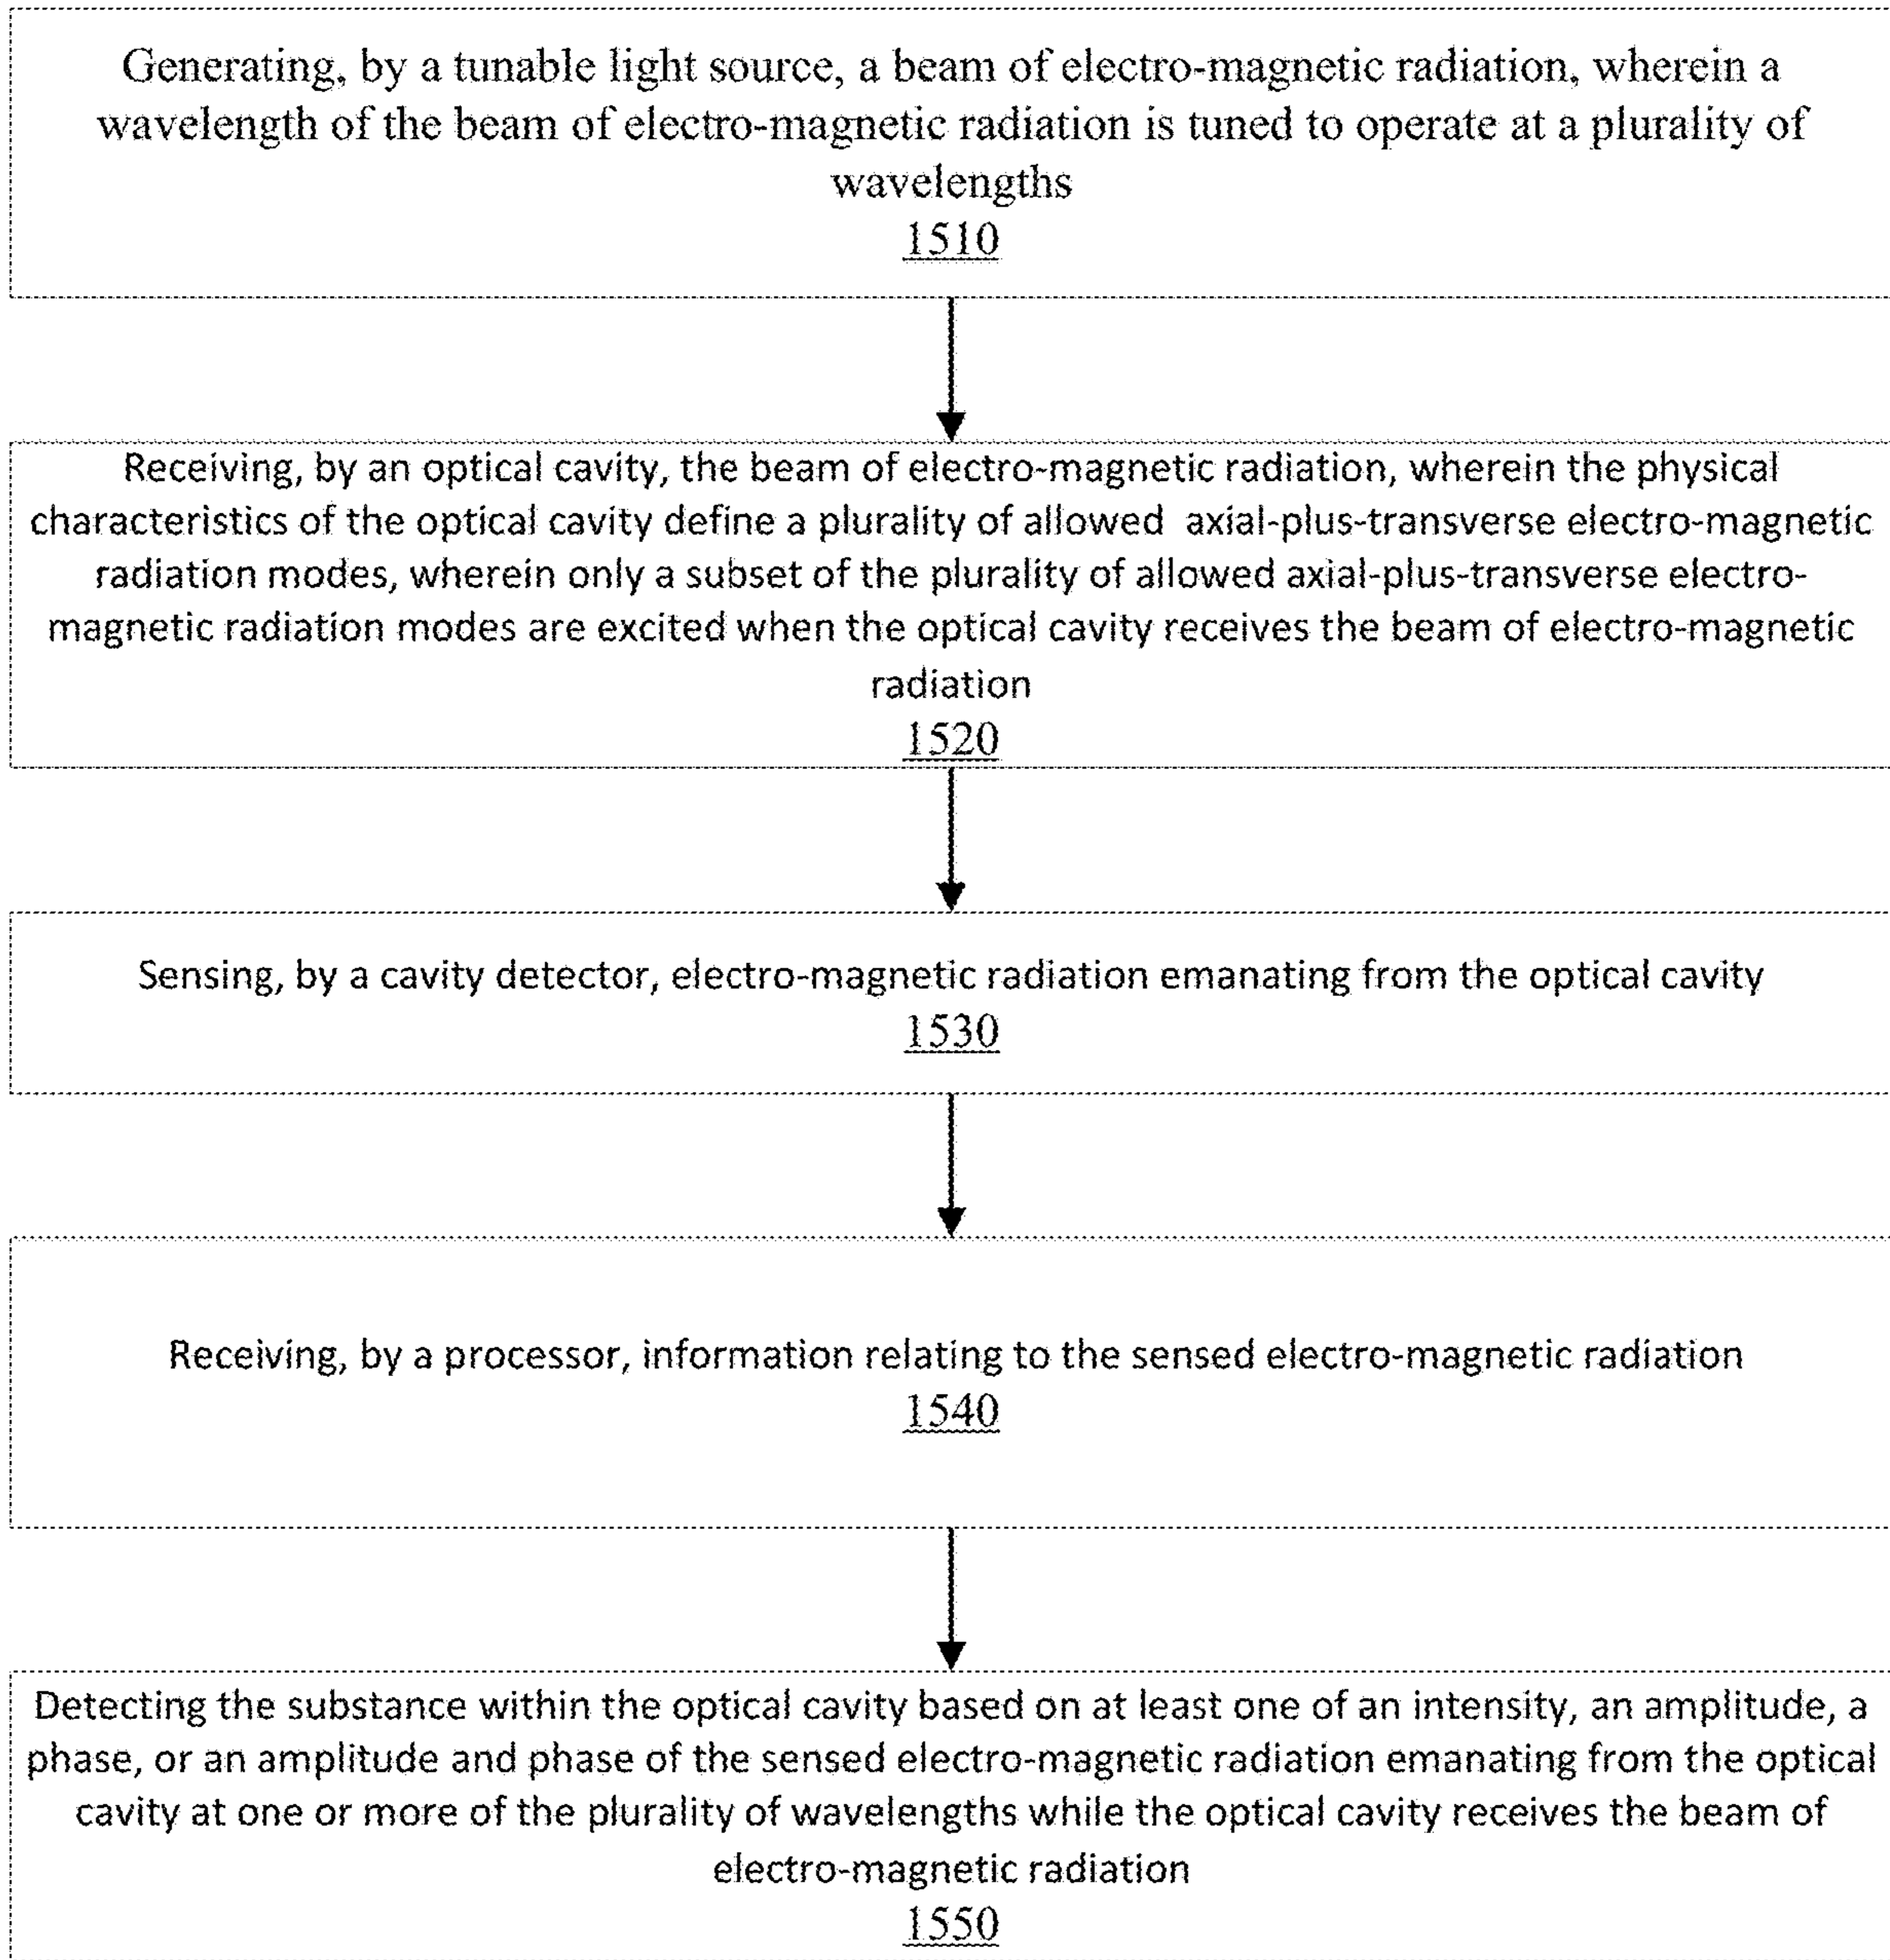 Generating, by a tunable light source, a beam of electro-magnetic radiation, wherein a
wavelength of the beam of electro-magnetic radiation is tuned to operate at a plurality of
wavelengths
1510
Receiving, by an optical cavity, the beam of electro-magnetic radiation, wherein the physical
characteristics of the optical cavity define a plurality of allowed axial-plus-transverse electro-magnetic
radiation modes, wherein only a subset of the plurality of allowed axial-plus-transverse electro-
magnetic radiation modes are excited when the optical cavity receives the beam of electro-magnetic
radiation
1520
Sensing, by a cavity detector, electro-magnetic radiation emanating from the optical cavity
1530
Receiving, by a processor, information relating to the sensed electro-magnetic radiation
1540
Detecting the substance within the optical cavity based on at least one of an intensity, an amplitude, a
phase, or an amplitude and phase of the sensed electro-magnetic radiation emanating from the optical
cavity at one or more of the plurality of wavelengths while the optical cavity receives the beam of
electro-magnetic radiation
1550